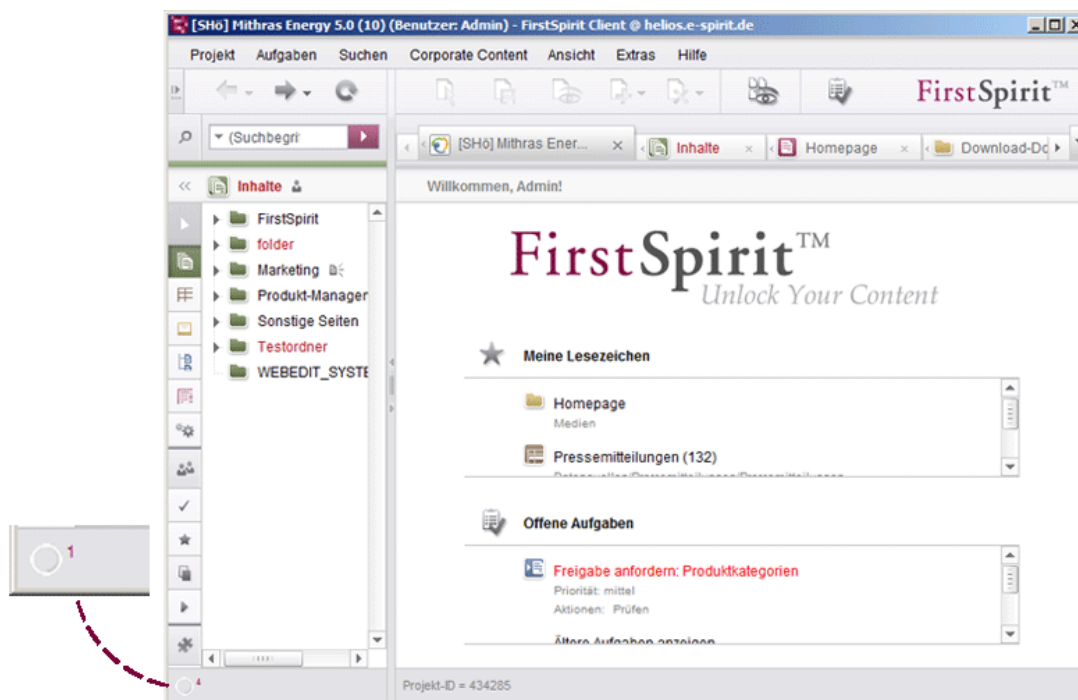 [SHö] Mithras Energy 5.0 (10) (Benutzer: Admin) - FirstSpirit Client @ helios.e-spirit.de
Projekt Aufgaben Suchen Corporate Content Ansicht Extras Hilfe
FirstSpirit™
(Suchbegri
[SHö] Mithras Ener... Inhalte Homepage Download-Do
Inhalte
Willkommen, Admin!
FirstSpirit
folder
Marketing
Produkt-Manager
Sonstige Seiten
Testordner
WEBEDIT_SYSTE
FirstSpirit™
Unlock Your Content
Meine Lesezeichen
Homepage
Medien
Pressemitteilungen (132)
Datenquellen/Pressemitteilungen/Pressemitteilungen
Offene Aufgaben
Freigabe anfordern: Produktkategorien
Priorität: mittel
Aktionen: Prüfen
Ältere Aufgaben anzeigen
1
Projekt-ID = 434285